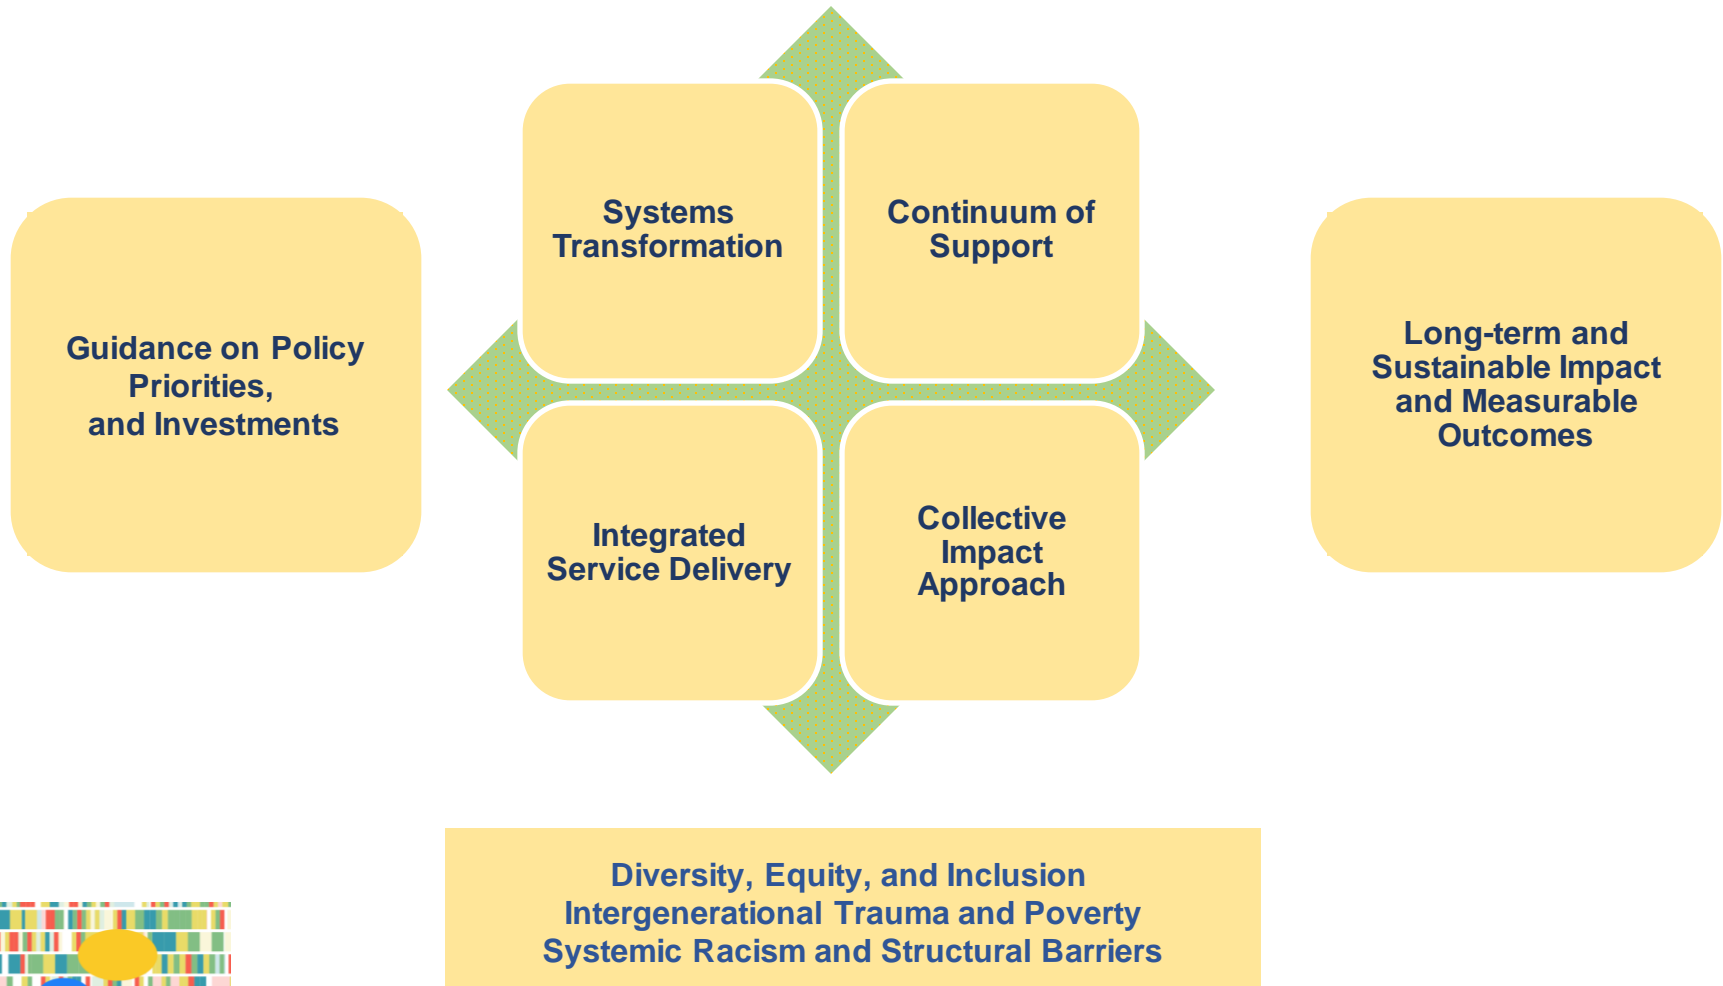 Systems
Transformation
Continuum of
Support
Guidance on Policy
Priorities,
and Investments
Long-term and
Sustainable Impact
and Measurable
Outcomes
Integrated
Service Delivery
Collective
Impact
Approach
Diversity, Equity, and Inclusion
Intergenerational Trauma and Poverty
Systemic Racism and Structural Barriers